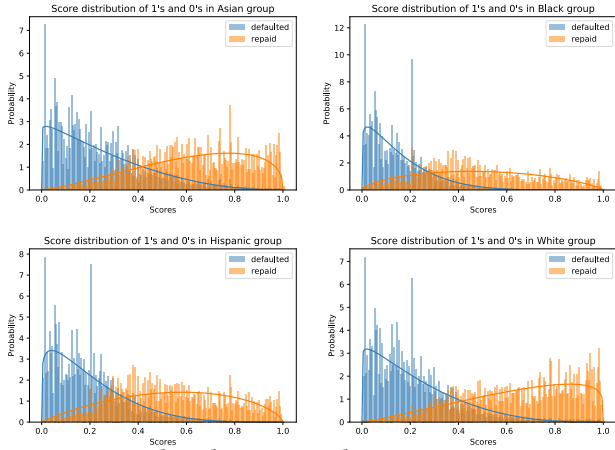 Score distribution of 1's and 0's in Asian group
defaulted
repaid
Probability
7
6
5
4
3
2
1
0
0.0 0.2 0.4 0.6 0.8 1.0
Scores
Score distribution of 1's and 0's in Black group
defaulted
repaid
Probability
12
10
8
6
4
2
0
0.0 0.2 0.4 0.6 0.8 1.0
Scores
Score distribution of 1's and 0's in Hispanic group
defaulted
repaid
Probability
8
7
6
5
4
3
2
1
0
0.0 0.2 0.4 0.6 0.8 1.0
Scores
Score distribution of 1's and 0's in White group
defaulted
repaid
Probability
7
6
5
4
3
2
1
0
0.0 0.2 0.4 0.6 0.8 1.0